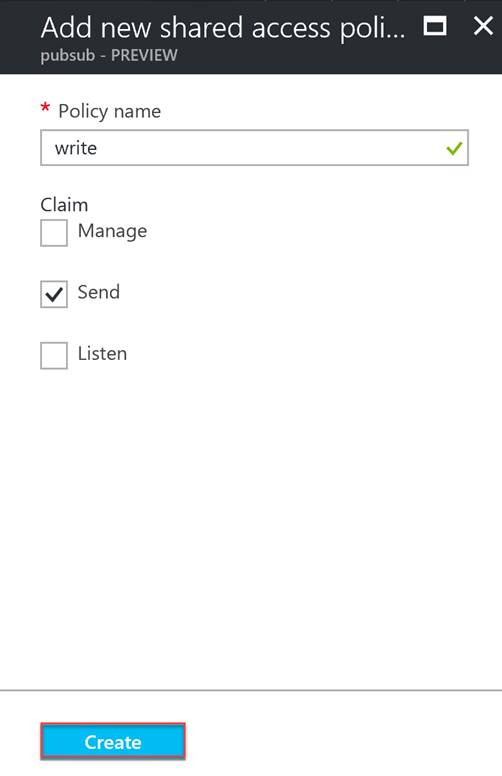 Add new shared access poli...
pubsub - PREVIEW
* Policy name
write
Claim
Manage
Send
Listen
Create